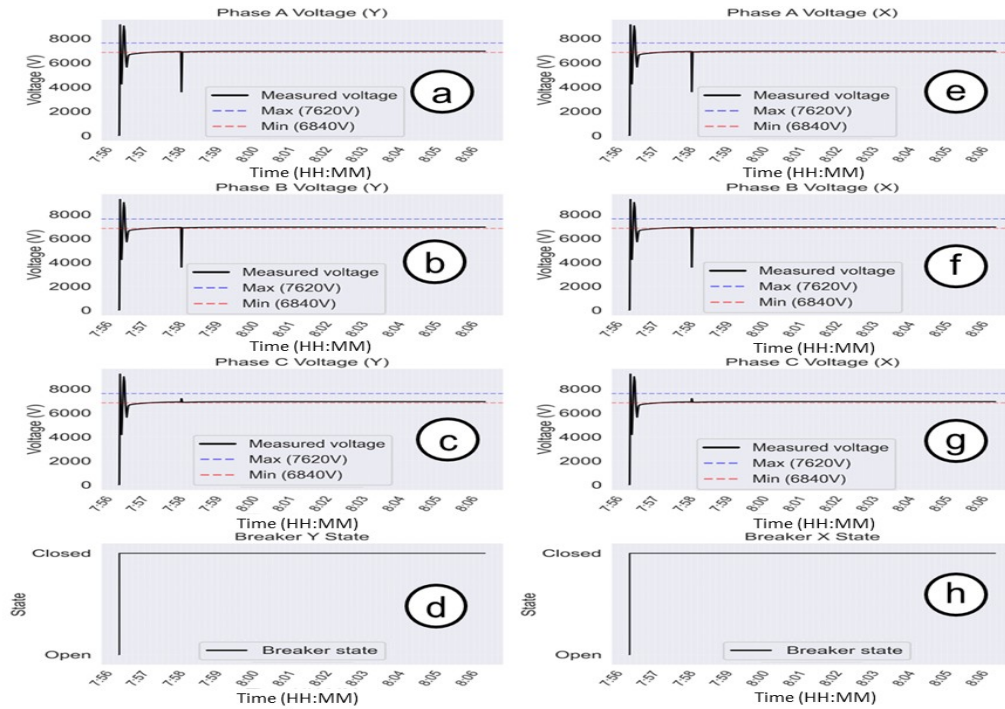 Phase A Voltage (Y)
Voltage (V)
8000
6000
4000
2000
0
a
Measured voltage
Max (7620V)
Min (6840V)
7:56 7:57 7:58 7:59 8:00 8:01 8:02 8:03 8:04 8:05 8:06
Time (HH:MM)
Phase B Voltage (Y)
Voltage (V)
8000
6000
4000
2000
0
b
Measured voltage
Max (7620V)
Min (6840V)
7:56 7:57 7:58 7:59 8:00 8:01 8:02 8:03 8:04 8:05 8:06
Time (HH:MM)
Phase C Voltage (Y)
Voltage (V)
8000
6000
4000
2000
0
c
Measured voltage
Max (7620V)
Min (6840V)
7:56 7:57 7:58 7:59 8:00 8:01 8:02 8:03 8:04 8:05 8:06
Time (HH:MM)
Breaker Y State
State
Closed
Open
d
Breaker state
7:56 7:57 7:58 7:59 8:00 8:01 8:02 8:03 8:04 8:05 8:06
Time (HH:MM)
Phase A Voltage (X)
Voltage (V)
8000
6000
4000
2000
0
e
Measured voltage
Max (7620V)
Min (6840V)
7:56 7:57 7:58 7:59 8:00 8:01 8:02 8:03 8:04 8:05 8:06
Time (HH:MM)
Phase B Voltage (X)
Voltage (V)
8000
6000
4000
2000
0
f
Measured voltage
Max (7620V)
Min (6840V)
7:56 7:57 7:58 7:59 8:00 8:01 8:02 8:03 8:04 8:05 8:06
Time (HH:MM)
Phase C Voltage (X)
Voltage (V)
8000
6000
4000
2000
0
g
Measured voltage
Max (7620V)
Min (6840V)
7:56 7:57 7:58 7:59 8:00 8:01 8:02 8:03 8:04 8:05 8:06
Time (HH:MM)
Breaker X State
State
Closed
Open
h
Breaker state
7:56 7:57 7:58 7:59 8:00 8:01 8:02 8:03 8:04 8:05 8:06
Time (HH:MM)